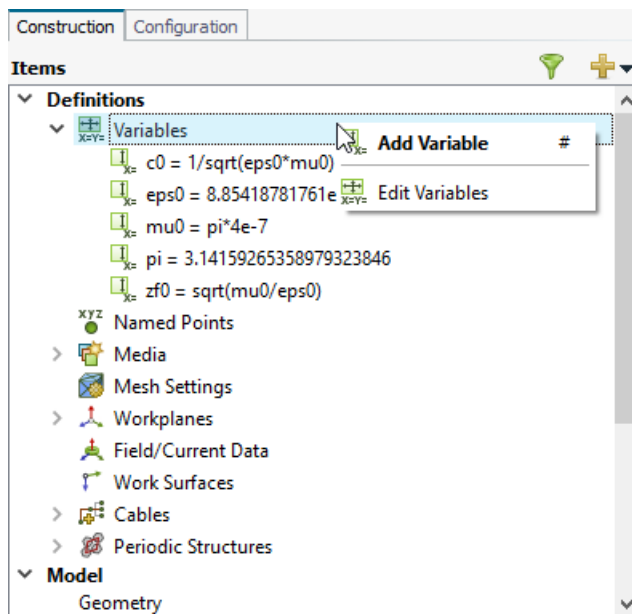 Construction Configuration
Items
Definitions
X=Y= Variables
Add Variable #
X= c0 = 1/sqrt(eps0*mu0)
X= eps0 = 8.85418781761e
X=Y= Edit Variables
X= mu0 = pi*4e-7
X= pi = 3.14159265358979323846
X= zf0 = sqrt(mu0/eps0)
xyz Named Points
Media
Mesh Settings
Workplanes
Field/Current Data
Work Surfaces
Cables
Periodic Structures
Model
Geometry